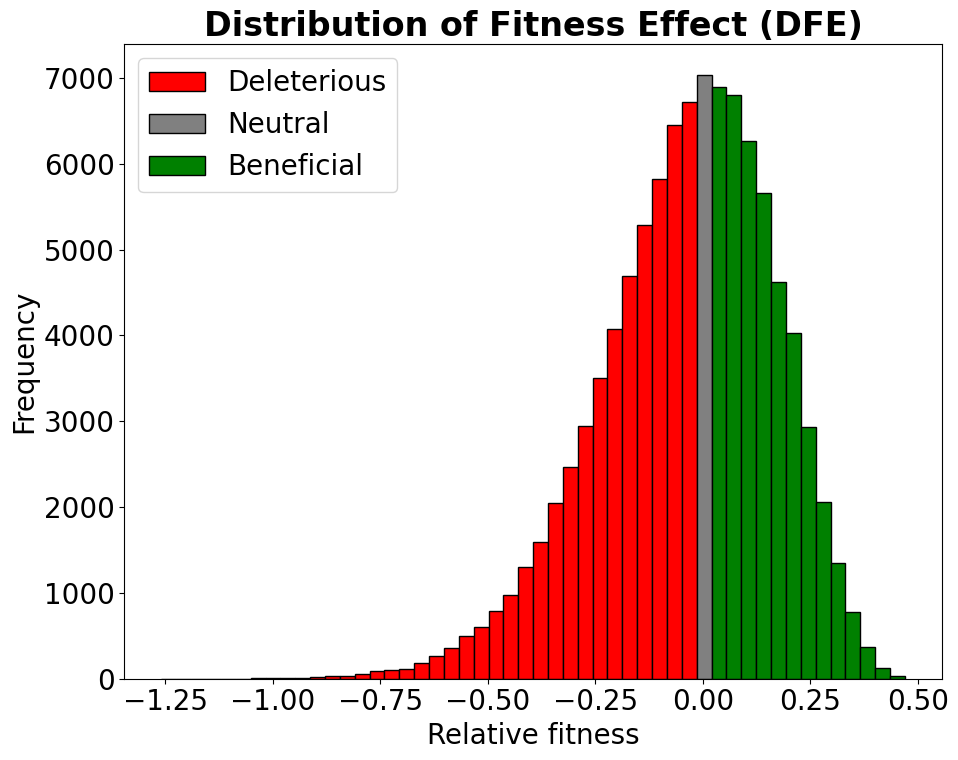 Distribution of Fitness Effect (DFE)
Deleterious
Neutral
Beneficial
7000
6000
5000
4000
3000
2000
1000
0
Frequency
−1.25 −1.00 −0.75 −0.50 −0.25 0.00 0.25 0.50
Relative fitness